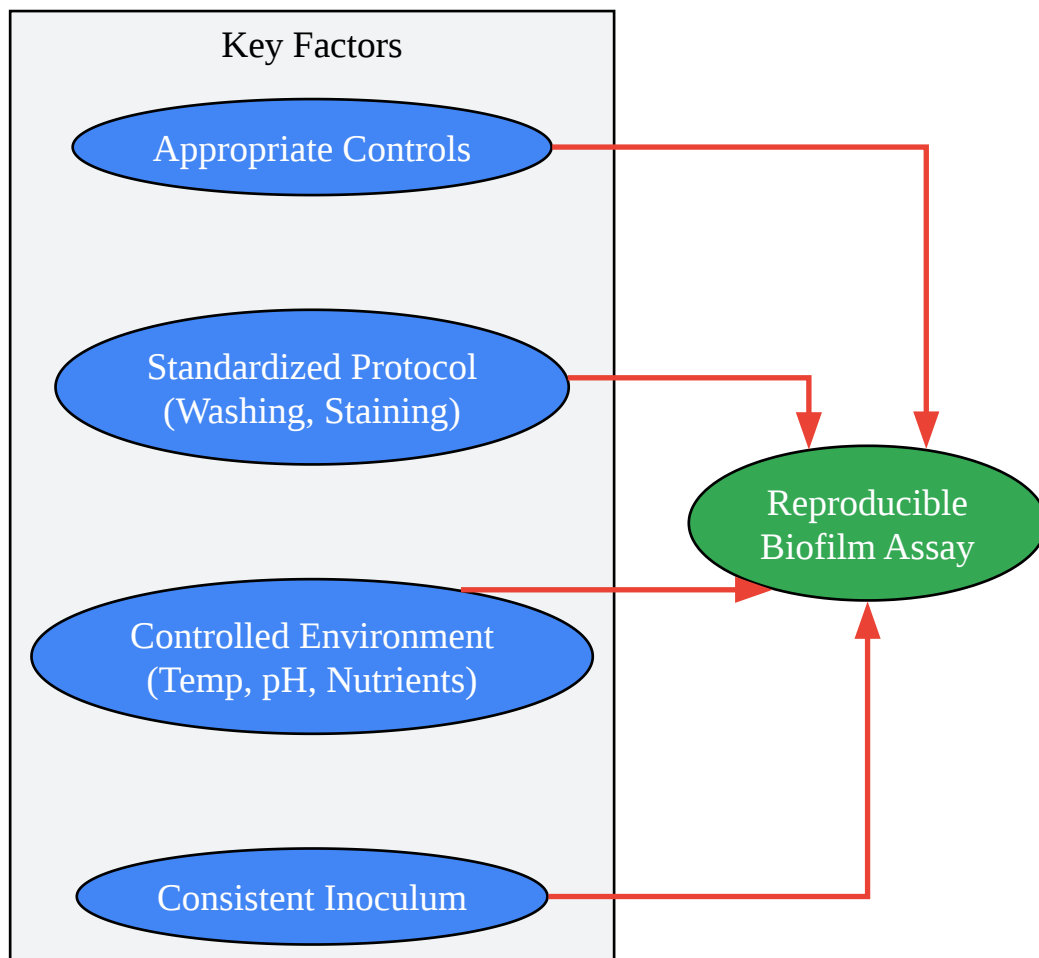 Key Factors
Appropriate Controls
Standardized Protocol
(Washing, Staining)
Reproducible
Biofilm Assay
Controlled Environment
(Temp, pH, Nutrients)
Consistent Inoculum